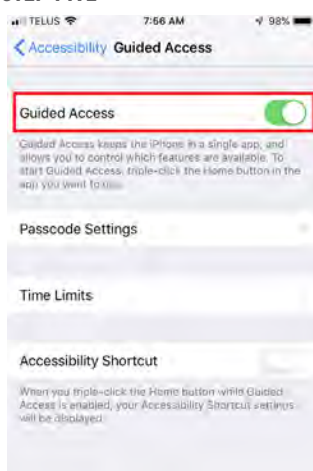 TELUS 7:56 AM 98%
Accessibility Guided Access
Guided Access
Guided Access keeps the iPhone in a single app, and
allows you to control which features are available. To
start Guided Access, triple-click the Home button in the
app you want to use.
Passcode Settings
Time Limits
Accessibility Shortcut
When you triple-click the Home button while Guided
Access is enabled, your Accessibility Shortcut settings
will be displayed.